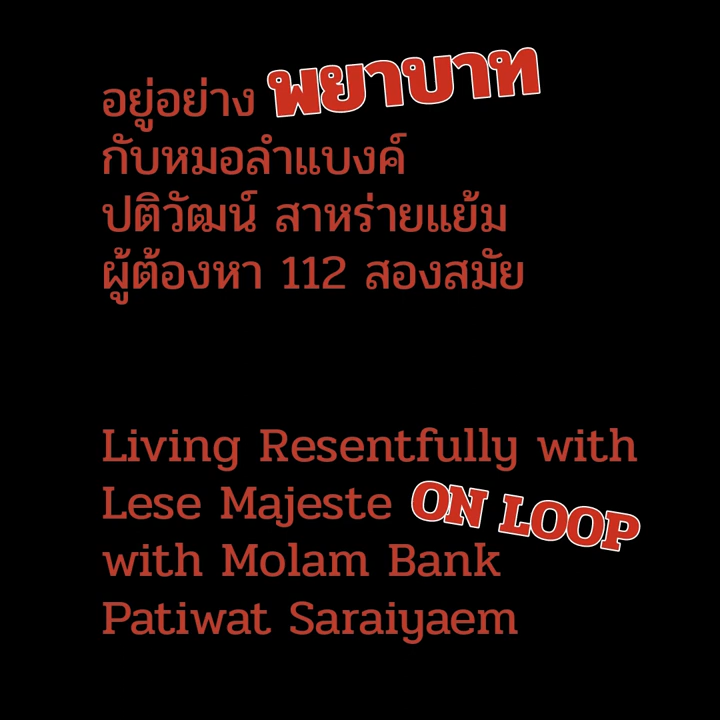 อยู่อย่าง พยาบาท
กับหมอลำแบงค์
ปติวัฒน์ สาหร่ายแย้ม
ผู้ต้องหา 112 สองสมัย
Living Resentfully with
Lese Majeste ON LOOP
with Molam Bank
Patiwat Saraiyaem